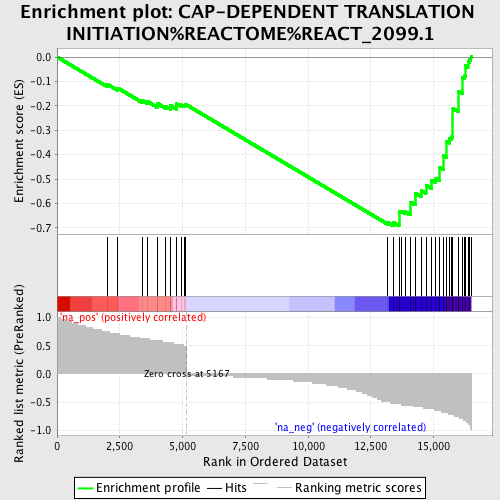 Enrichment plot: CAP-DEPENDENT TRANSLATION
INITIATION%REACTOME%REACT_2099.1
Enrichment score (ES)
0.0
-0.1
-0.2
-0.3
-0.4
-0.5
-0.6
-0.7
'na_pos' (positively correlated)
Ranked list metric (PreRanked)
1.0
0.5
0.0
-0.5
-1.0
Zero cross at 5167
'na_neg' (negatively correlated)
0 2,500 5,000 7,500 10,000 12,500 15,000
Rank in Ordered Dataset
Enrichment profile Hits Ranking metric scores